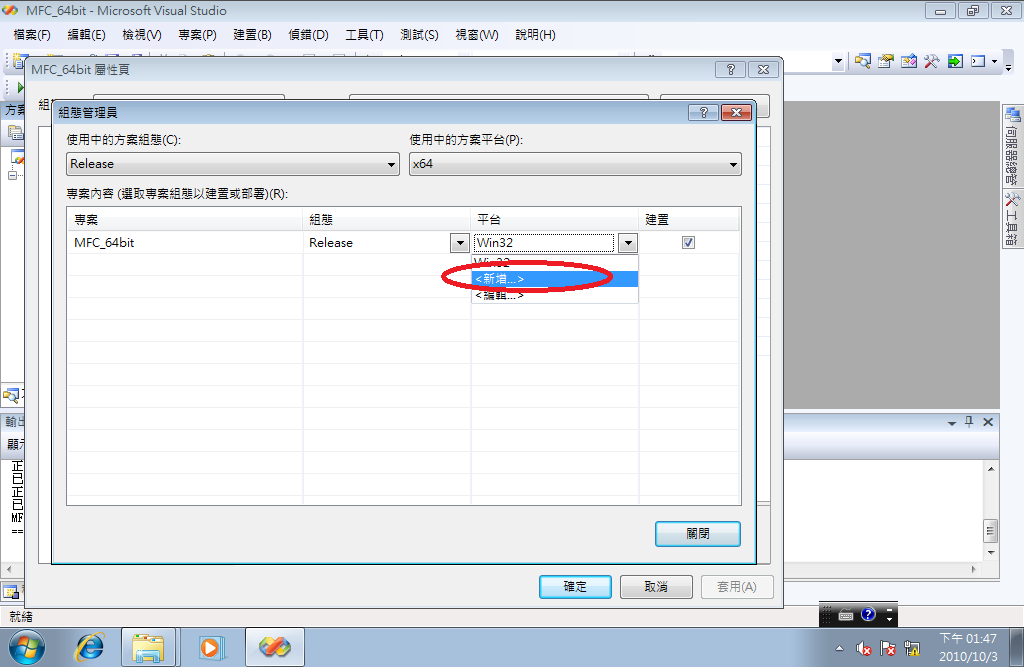 MFC_64bit - Microsoft Visual Studio
檔案(F) 編輯(E) 檢視(V) 專案(P) 建置(B) 偵錯(D) 工具(T) 測試(S) 視窗(W) 說明(H)
MFC_64bit 屬性頁
組態管理員
使用中的方案組態(C): 使用中的方案平台(P):
Release x64
專案內容 (選取專案組態以建置或部署)(R):
專案 組態 平台 建置
MFC_64bit Release Win32
Win32
<新增...>
<編輯...>
關閉
確定 取消 套用(A)
伺服器總管
工具箱
輸出
顯示
MF
==
就緒
下午 01:47
2010/10/3